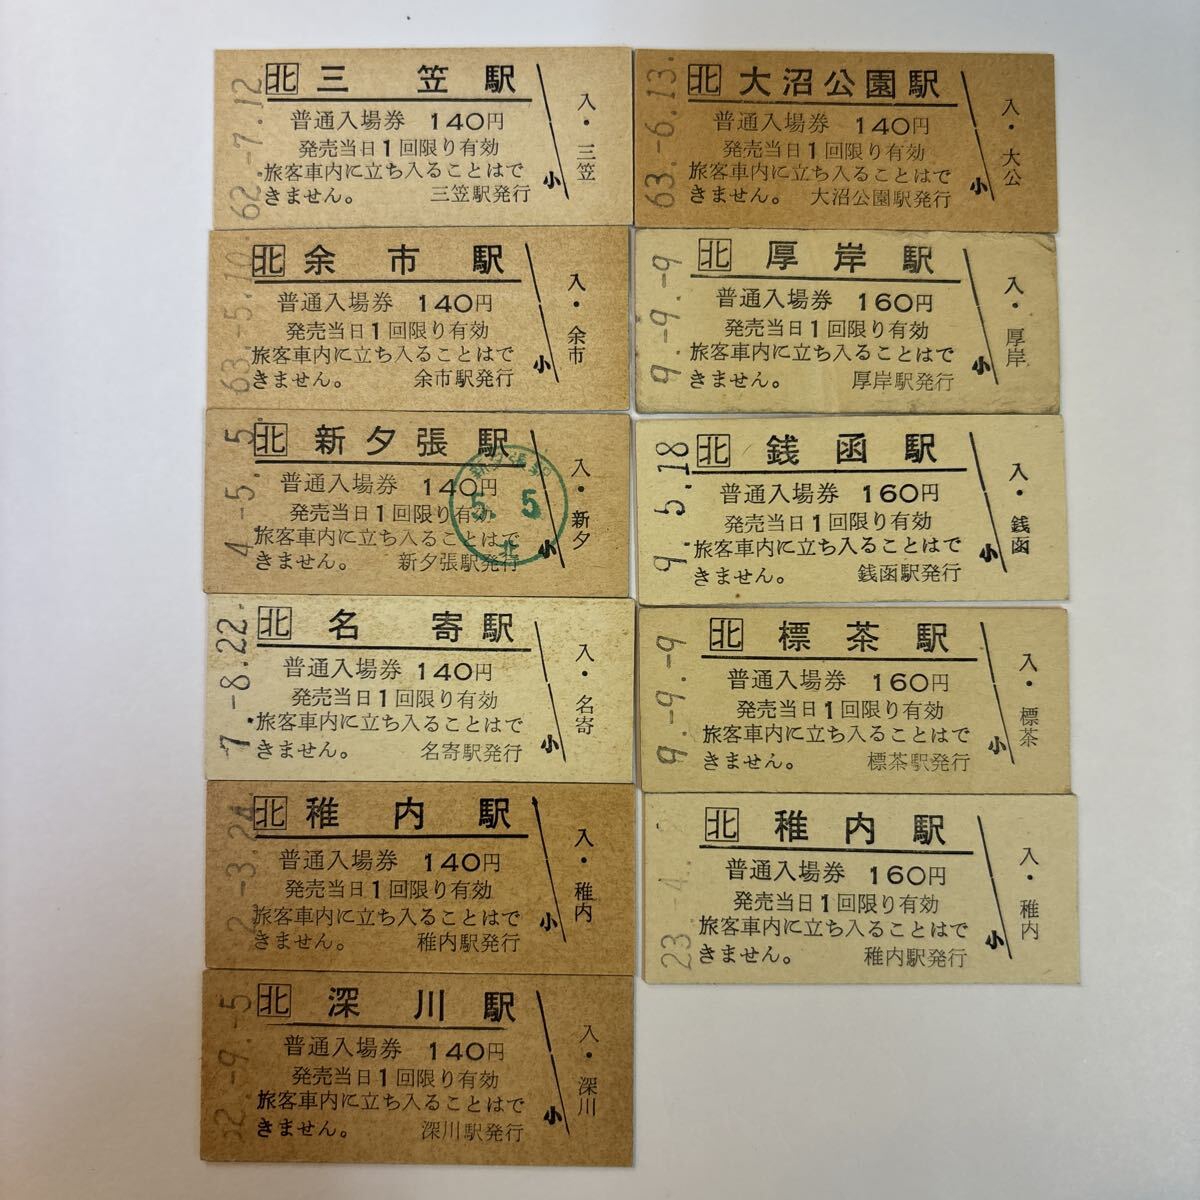 62.-7.12
北 三笠駅
普通入場券 140円
発売当日1回限り有効
旅客車内に立ち入ることはで
きません。 三笠駅発行
小
入・三笠
63.-6.13.
北 大沼公園駅
普通入場券 140円
発売当日1回限り有効
旅客車内に立ち入ることはで
きません。 大沼公園駅発行
小
入・大公
63.-5.10.
北 余市駅
普通入場券 140円
発売当日1回限り有効
旅客車内に立ち入ることはで
きません。 余市駅発行
小
入・余市
9.-9.-9
北 厚岸駅
普通入場券 160円
発売当日1回限り有効
旅客車内に立ち入ることはで
きません。 厚岸駅発行
小
入・厚岸
4.-5.-5.
北 新夕張駅
普通入場券 140円
発売当日1回限り有効
旅客車内に立ち入ることはで
きません。 新夕張駅発行
小
入・新夕
新夕張駅
5. 5
北
9.5.18
北 銭函駅
普通入場券 160円
発売当日1回限り有効
旅客車内に立ち入ることはで
きません。 銭函駅発行
小
入・銭函
7.-8.22.
北 名寄駅
普通入場券 140円
発売当日1回限り有効
旅客車内に立ち入ることはで
きません。 名寄駅発行
小
入・名寄
9.-9.-9
北 標茶駅
普通入場券 160円
発売当日1回限り有効
旅客車内に立ち入ることはで
きません。 標茶駅発行
小
入・標茶
2.-3.24.
北 稚内駅
普通入場券 140円
発売当日1回限り有効
旅客車内に立ち入ることはで
きません。 稚内駅発行
小
入・稚内
23.-4.
北 稚内駅
普通入場券 160円
発売当日1回限り有効
旅客車内に立ち入ることはで
きません。 稚内駅発行
小
入・稚内
2.-9.-5
北 深川駅
普通入場券 140円
発売当日1回限り有効
旅客車内に立ち入ることはで
きません。 深川駅発行
小
入・深川